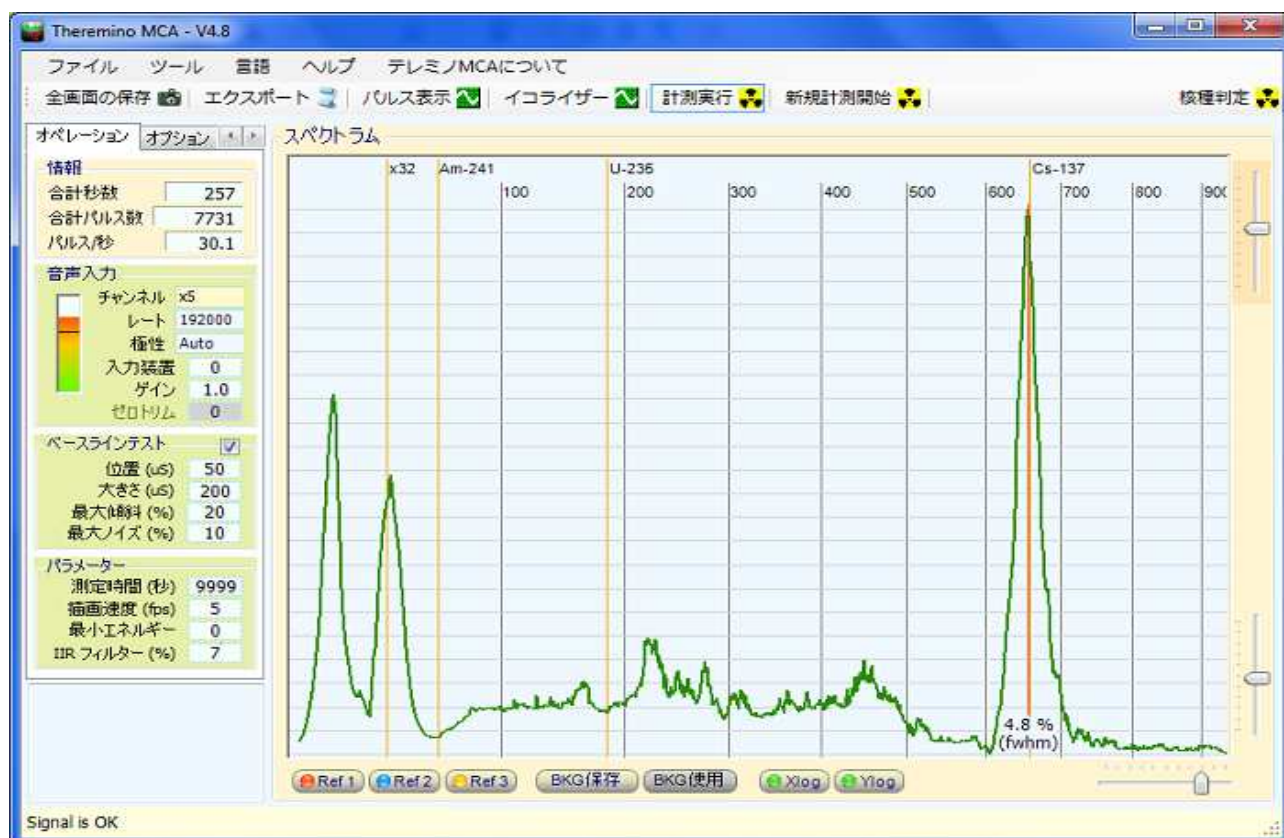 Theremino MCA - V4.8
ファイル ツール 言語 ヘルプ テレミノMCAについて
全画面の保存 エクスポート パルス表示 イコライザー 計測実行 新規計測開始 核種判定
オペレーション オプション
情報
合計秒数 257
合計パルス数 7731
パルス/秒 30.1
音声入力
チャンネル x5
レート 192000
極性 Auto
入力装置 0
ゲイン 1.0
ゼロトリム 0
ベースラインテスト
位置 (uS) 50
大きさ (uS) 200
最大傾斜 (%) 20
最大ノイズ (%) 10
パラメーター
測定時間 (秒) 9999
描画速度 (fps) 5
最小エネルギー 0
IIR フィルター (%) 7
スペクトラム
x32 Am-241 U-236 Cs-137
100 200 300 400 500 600 700 800 900
4.8 %
(fwhm)
Ref 1 Ref 2 Ref 3 BKG保存 BKG使用 Xlog Ylog
Signal is OK